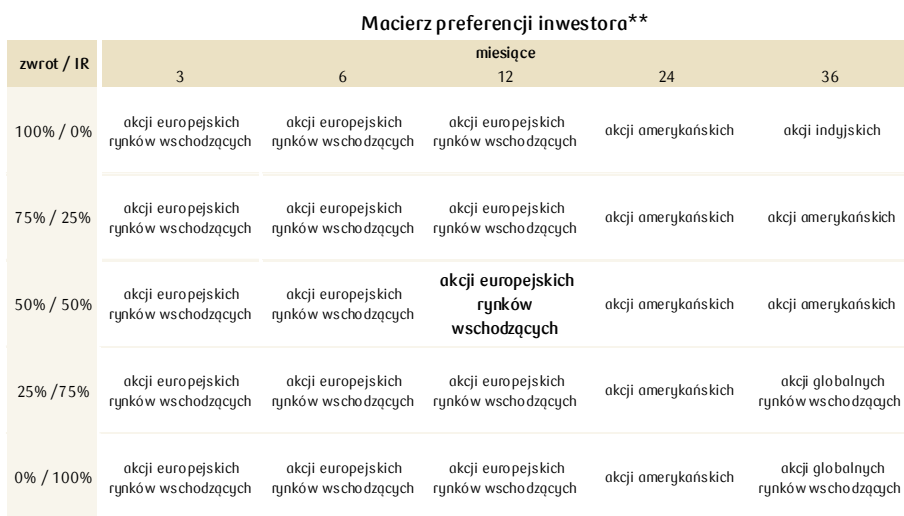 Macierz preferencji inwestora**
zwrot / IR
miesiące
3 6 12 24 36
100% / 0%
akcji europejskich
rynków wschodzących
akcji europejskich
rynków wschodzących
akcji europejskich
rynków wschodzących
akcji amerykańskich
akcji indyjskich
75% / 25%
akcji europejskich
rynków wschodzących
akcji europejskich
rynków wschodzących
akcji europejskich
rynków wschodzących
akcji amerykańskich
akcji amerykańskich
50% / 50%
akcji europejskich
rynków wschodzących
akcji europejskich
rynków wschodzących
akcji europejskich
rynków
wschodzących
akcji amerykańskich
akcji amerykańskich
25% /75%
akcji europejskich
rynków wschodzących
akcji europejskich
rynków wschodzących
akcji europejskich
rynków wschodzących
akcji amerykańskich
akcji globalnych
rynków wschodzących
0% / 100%
akcji europejskich
rynków wschodzących
akcji europejskich
rynków wschodzących
akcji europejskich
rynków wschodzących
akcji amerykańskich
akcji globalnych
rynków wschodzących